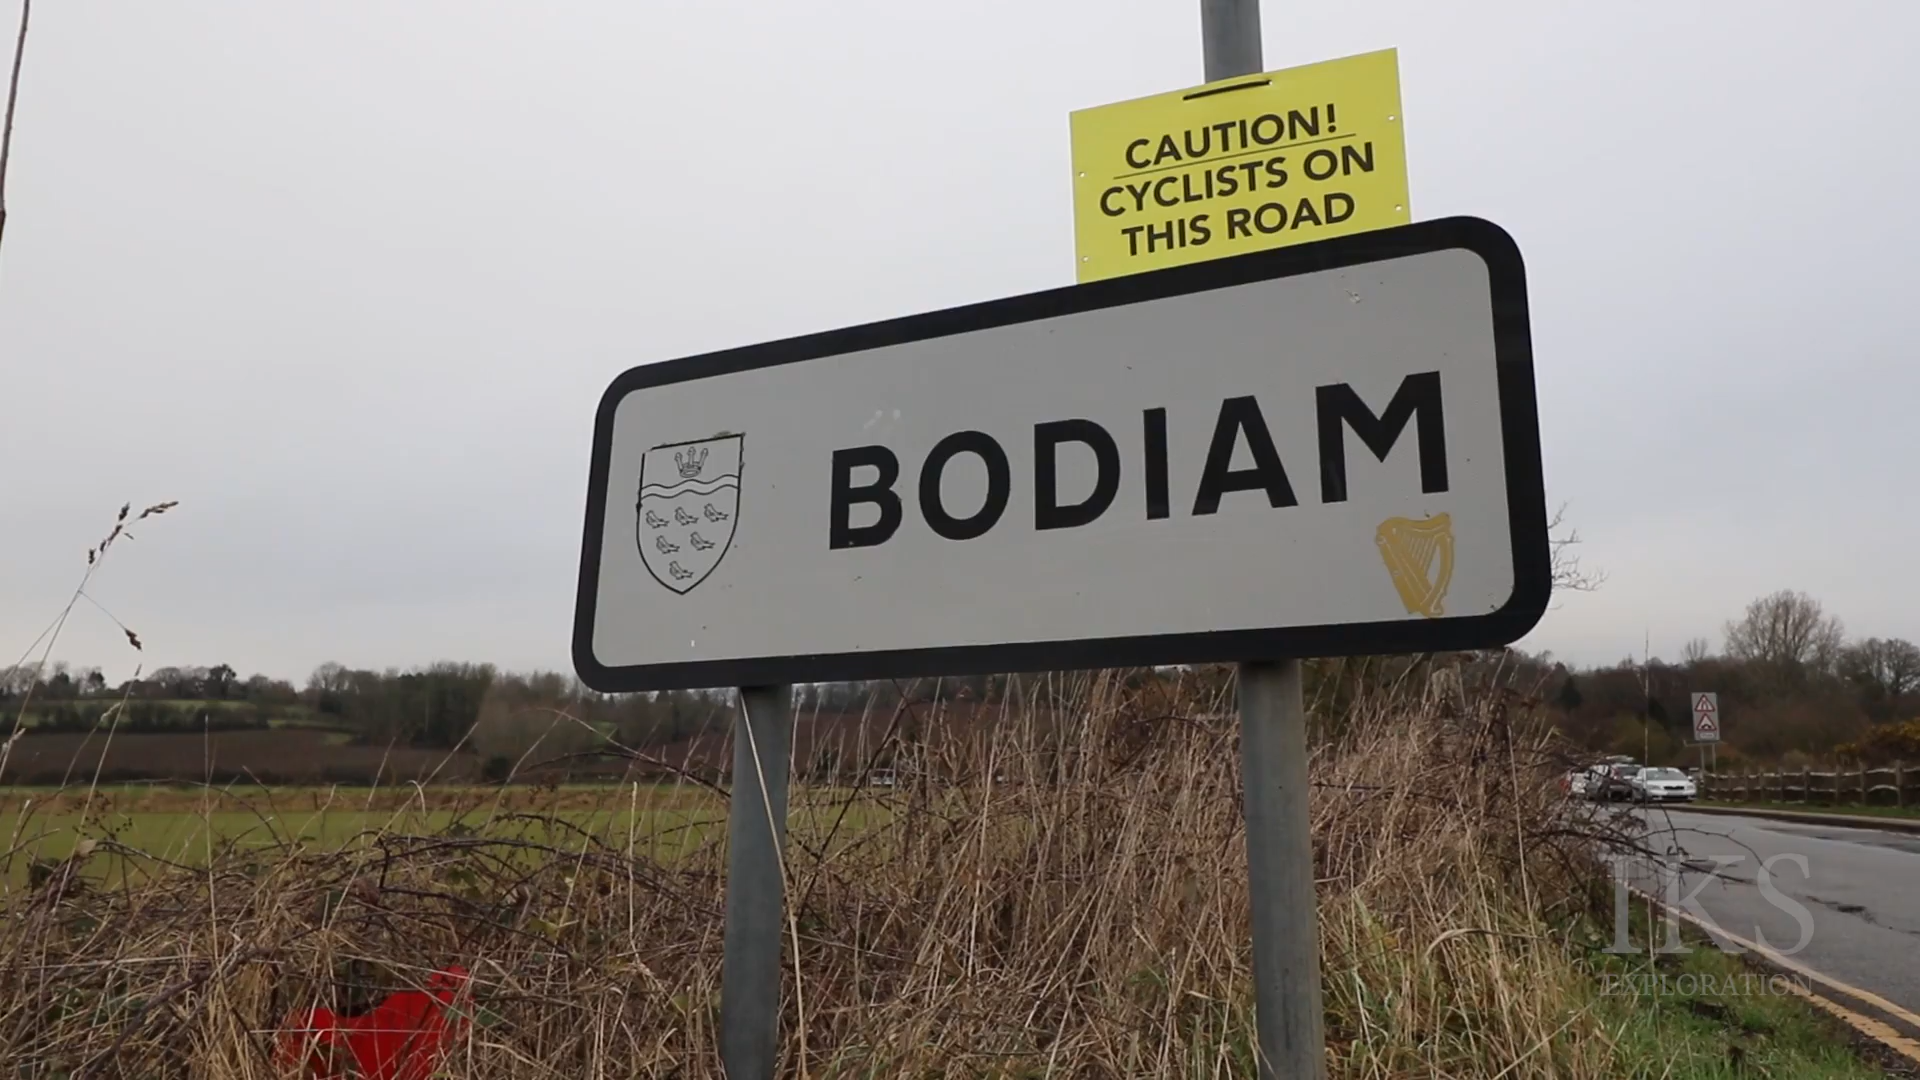 CAUTION!
CYCLISTS ON
THIS ROAD
BODIAM
IKS
EXPLORATION